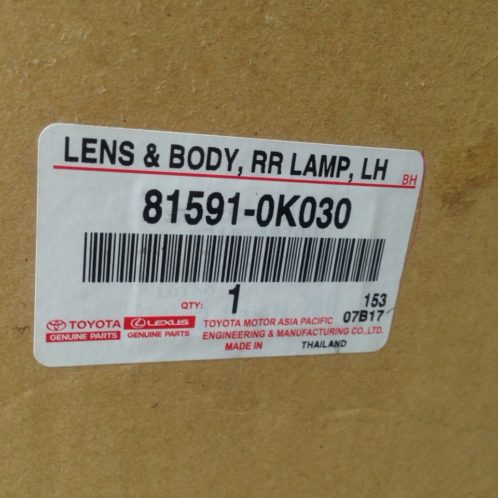 LENS & BODY, RR LAMP, LH
BH
81591-0K030
QTY: 1
153
07B17
TOYOTA
GENUINE PARTS
LEXUS
GENUINE PARTS
TOYOTA MOTOR ASIA PACIFIC
ENGINEERING & MANUFACTURING CO.,LTD.
MADE IN THAILAND